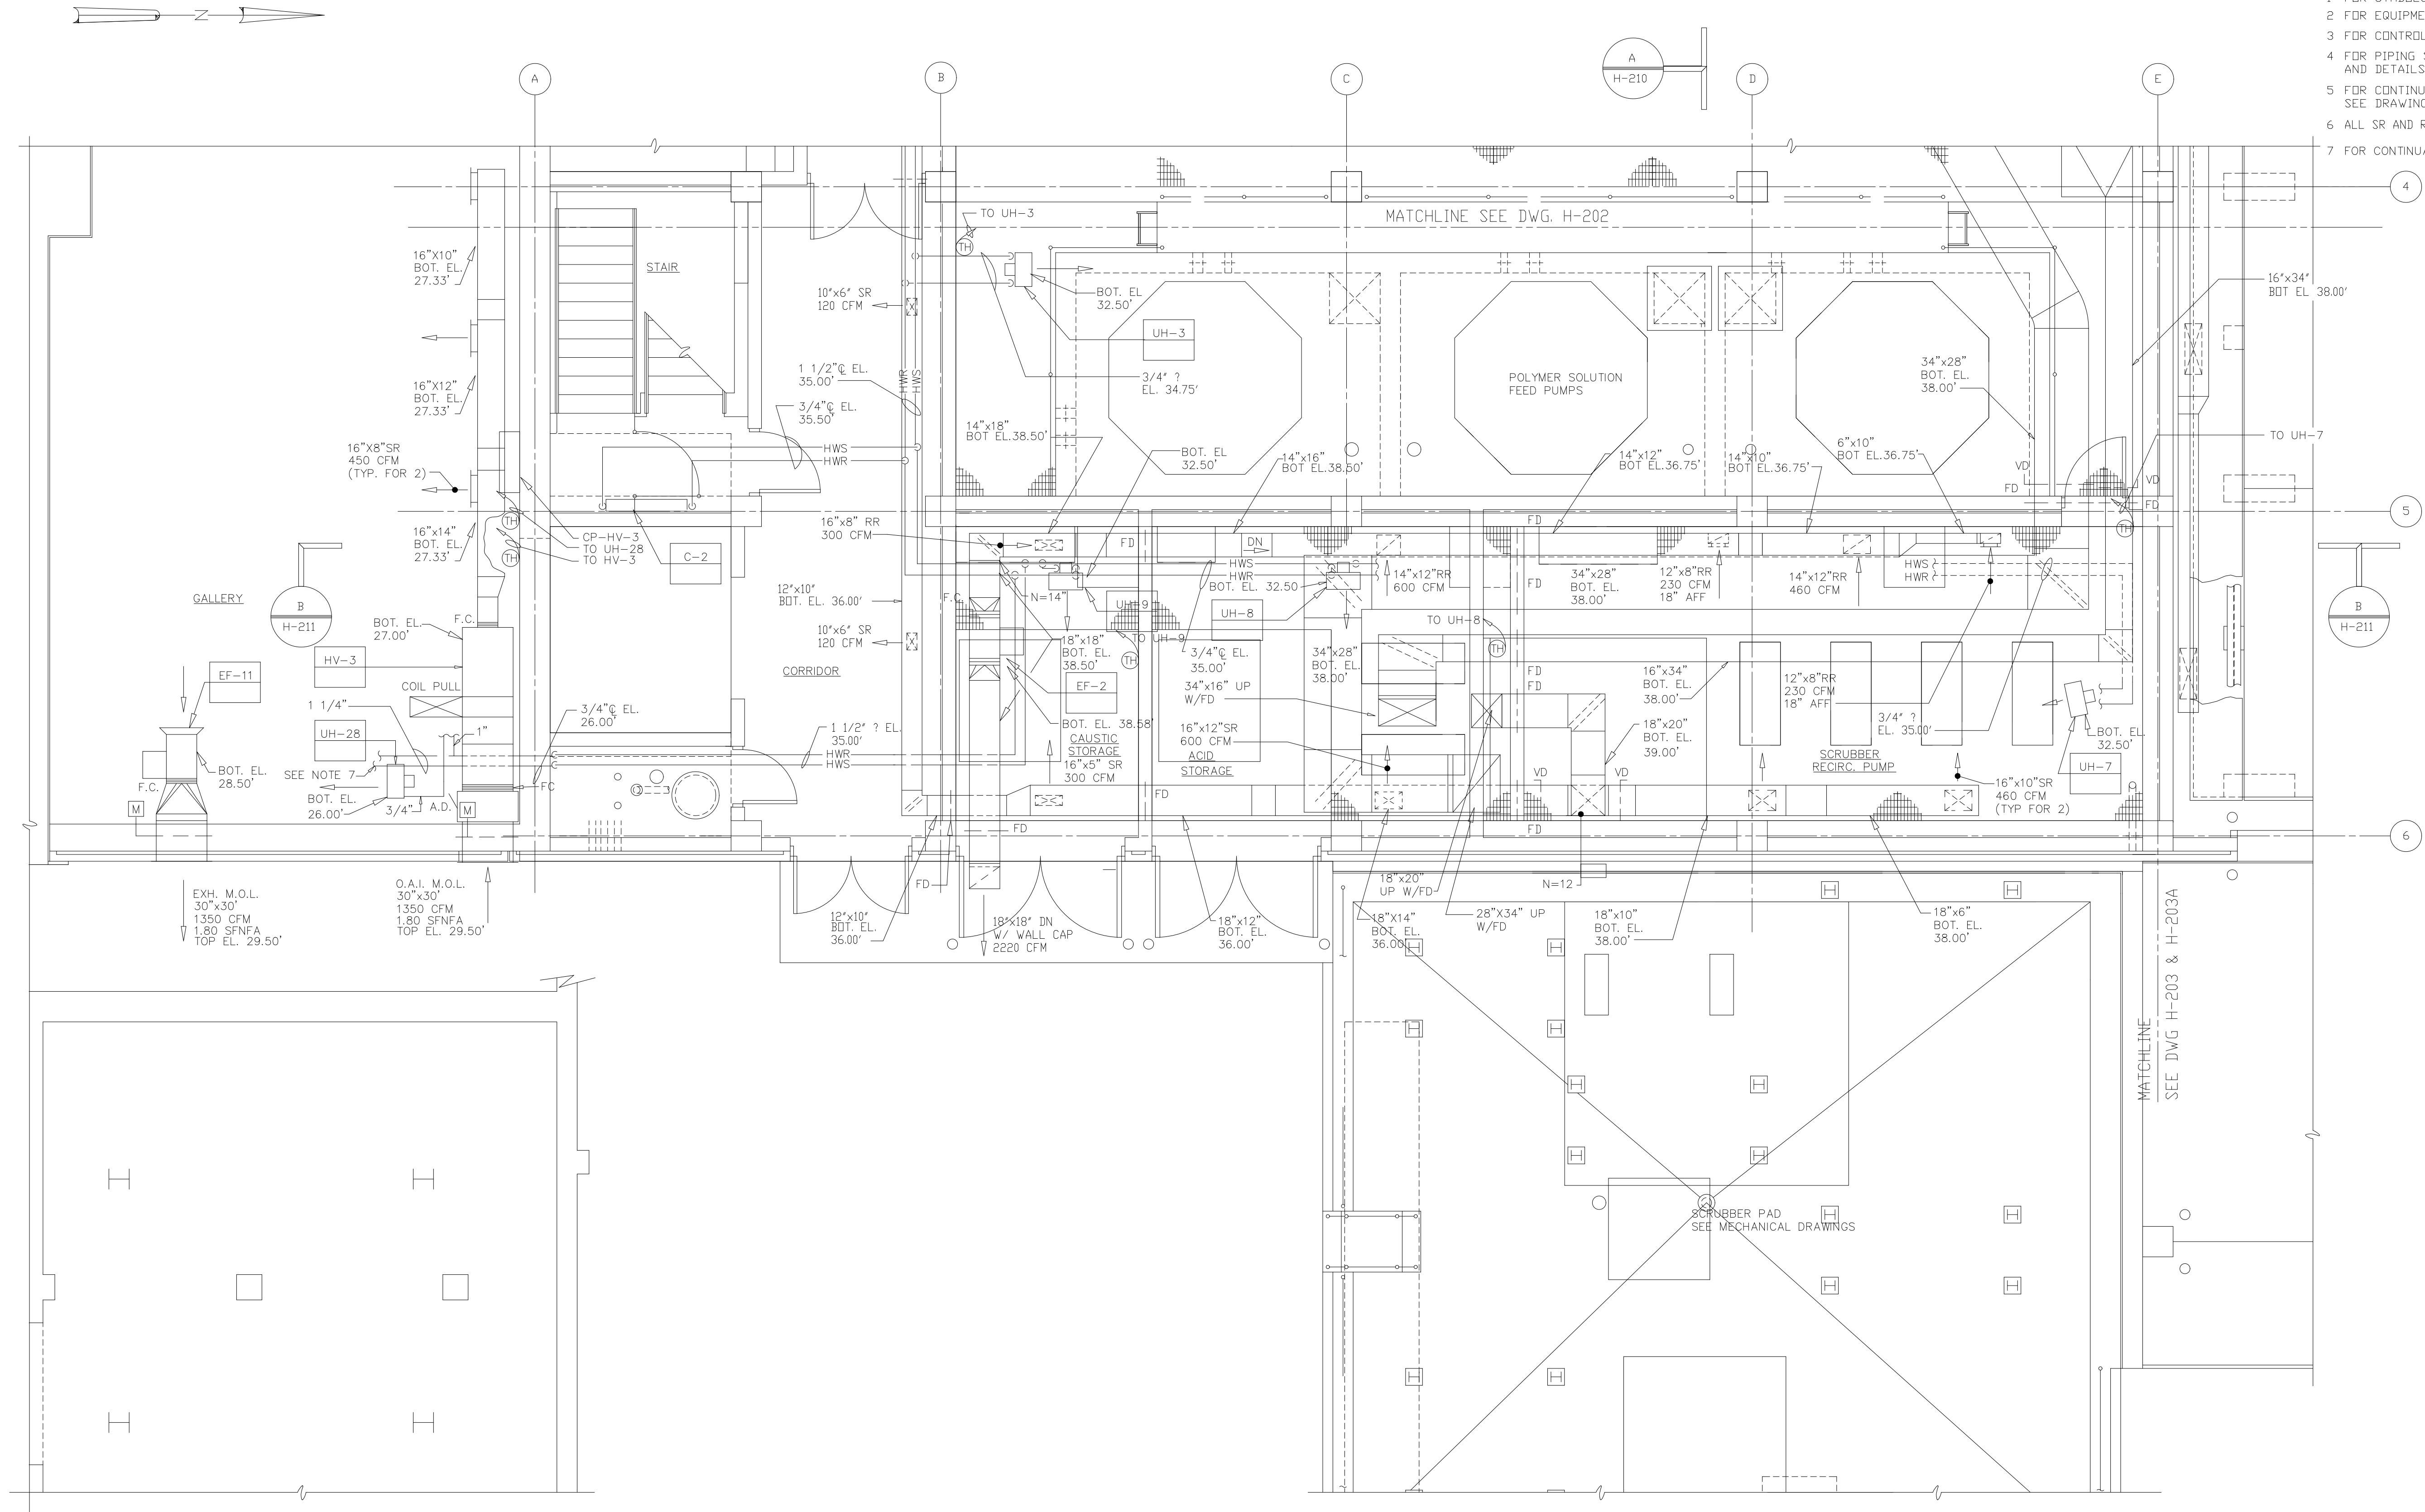 N
A
B
C
D
E
A
H-210
2 FOR EQUIPME
3 FOR CONTROL
4 FOR PIPING
AND DETAILS
5 FOR CONTINU
SEE DRAWING
6 ALL SR AND R
7 FOR CONTINUA
4
MATCHLINE SEE DWG. H-202
TO UH-3
TH
16"X10"
BOT. EL.
27.33'
STAIR
10"x6" SR
120 CFM
BOT. EL
32.50'
UH-3
16"x34"
BOT EL 38.00'
16"X12"
BOT. EL.
27.33'
1 1/2"℄ EL.
35.00'
HWR
HWS
3/4" ?
EL. 34.75'
3/4"℄ EL.
35.50'
POLYMER SOLUTION
FEED PUMPS
34"x28"
BOT. EL.
38.00'
14"x18"
BOT EL.38.50'
16"X8"SR
450 CFM
(TYP. FOR 2)
HWS
HWR
BOT. EL
32.50'
14"x16"
BOT EL.38.50'
14"x12"
BOT EL.36.75'
14"x10"
BOT EL.36.75'
6"x10"
BOT EL.36.75'
TO UH-7
VD
FD
VD
FD
TH
5
16"x14"
BOT. EL.
27.33'
TH
TH
CP-HV-3
TO UH-28
TO HV-3
C-2
16"x8" RR
300 CFM
FD
DN
FD
HWS
HWR
BOT. EL. 32.50
14"x12"RR
600 CFM
FD
34"x28"
BOT. EL.
38.00'
12"x8"RR
230 CFM
18" AFF
14"x12"RR
460 CFM
HWS
HWR
GALLERY
B
H-211
B
H-211
BOT. EL.
27.00'
F.C.
12"x10"
BOT. EL. 36.00'
F.C.
N=14"
UH-9
UH-8
TO UH-8
TO UH-9
TH
TH
10"x6" SR
120 CFM
CORRIDOR
18"x18"
BOT. EL.
38.50'
3/4"℄ EL.
35.00'
34"x28"
BOT. EL.
38.00'
FD
FD
HV-3
EF-11
COIL PULL
EF-2
34"x16" UP
W/FD
16"x34"
BOT. EL.
38.00'
12"x8"RR
230 CFM
18" AFF
1 1/4"
UH-28
1"
3/4"℄ EL.
26.00'
1 1/2" ? EL.
35.00'
HWR
HWS
BOT. EL. 38.58'
CAUSTIC
STORAGE
16"x5" SR
300 CFM
ACID
STORAGE
16"x12"SR
600 CFM
18"x20"
BOT. EL.
39.00'
3/4" ?
EL. 35.00'
SCRUBBER
RECIRC. PUMP
BOT. EL.
32.50'
UH-7
BOT. EL.
28.50'
SEE NOTE 7
F.C.
M
BOT. EL.
26.00'
3/4"
A.D.
M
FC
FD
VD
VD
16"x10"SR
460 CFM
(TYP FOR 2)
FD
FD
6
EXH. M.O.L.
30"x30'
1350 CFM
1.80 SFNFA
TOP EL. 29.50'
O.A.I. M.O.L.
30"x30'
1350 CFM
1.80 SFNFA
TOP EL. 29.50'
FD
12"x10"
BOT. EL.
36.00'
18"x18" DN
W/ WALL CAP
2220 CFM
18"x12"
BOT. EL.
36.00'
18"x20"
UP W/FD
N=12
18"X14"
BOT. EL.
36.00'
28"X34" UP
W/FD
18"x10"
BOT. EL.
38.00'
18"x6"
BOT. EL.
38.00'
MATCHLINE
SEE DWG H-203 & H-203A
SCRUBBER PAD
SEE MECHANICAL DRAWINGS